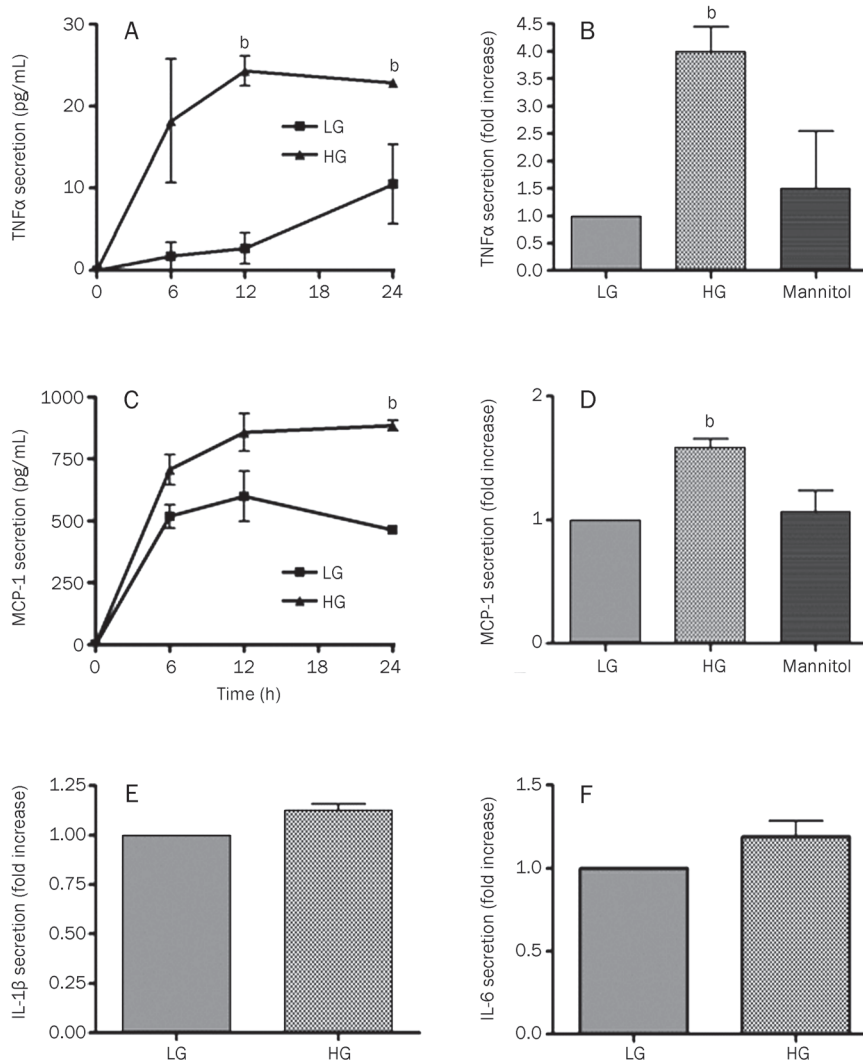 A
TNFα secretion (pg/mL)
30
20
10
0
b
b
LG
HG
0 6 12 18 24
B
TNFα secretion (fold increase)
4.5
4.0
3.5
3.0
2.5
2.0
1.5
1.0
0.5
0.0
b
LG HG Mannitol
C
MCP-1 secretion (pg/mL)
1000
750
500
250
0
b
LG
HG
0 6 12 18 24
Time (h)
D
MCP-1 secretion (fold increase)
2
1
0
b
LG HG Mannitol
E
IL-1β secretion (fold increase)
1.25
1.00
0.75
0.50
0.25
0.00
LG HG
F
IL-6 secretion (fold increase)
1.5
1.0
0.5
0.0
LG HG